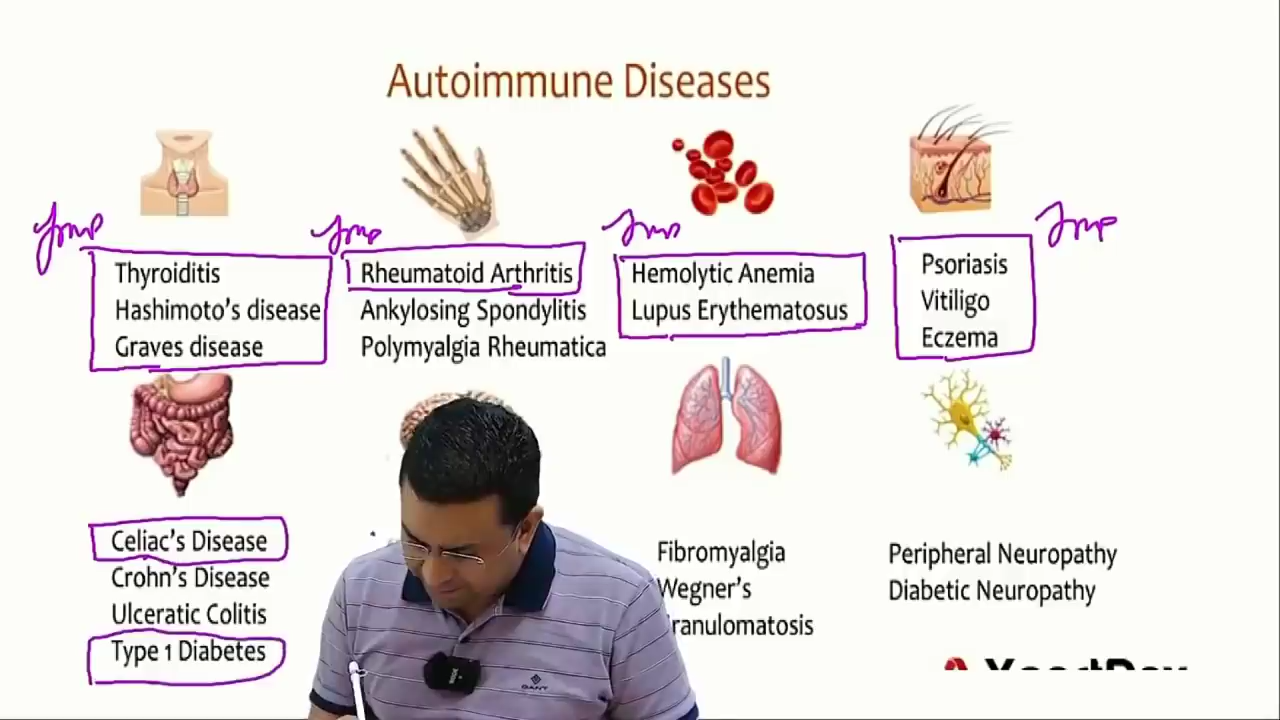 Autoimmune Diseases
Imp
Imp
Imp
Imp
Thyroiditis
Hashimoto's disease
Graves disease
Rheumatoid Arthritis
Ankylosing Spondylitis
Polymyalgia Rheumatica
Hemolytic Anemia
Lupus Erythematosus
Psoriasis
Vitiligo
Eczema
Celiac's Disease
Crohn's Disease
Ulceratic Colitis
Type 1 Diabetes
Fibromyalgia
Wegner's
ranulomatosis
Peripheral Neuropathy
Diabetic Neuropathy
GANT